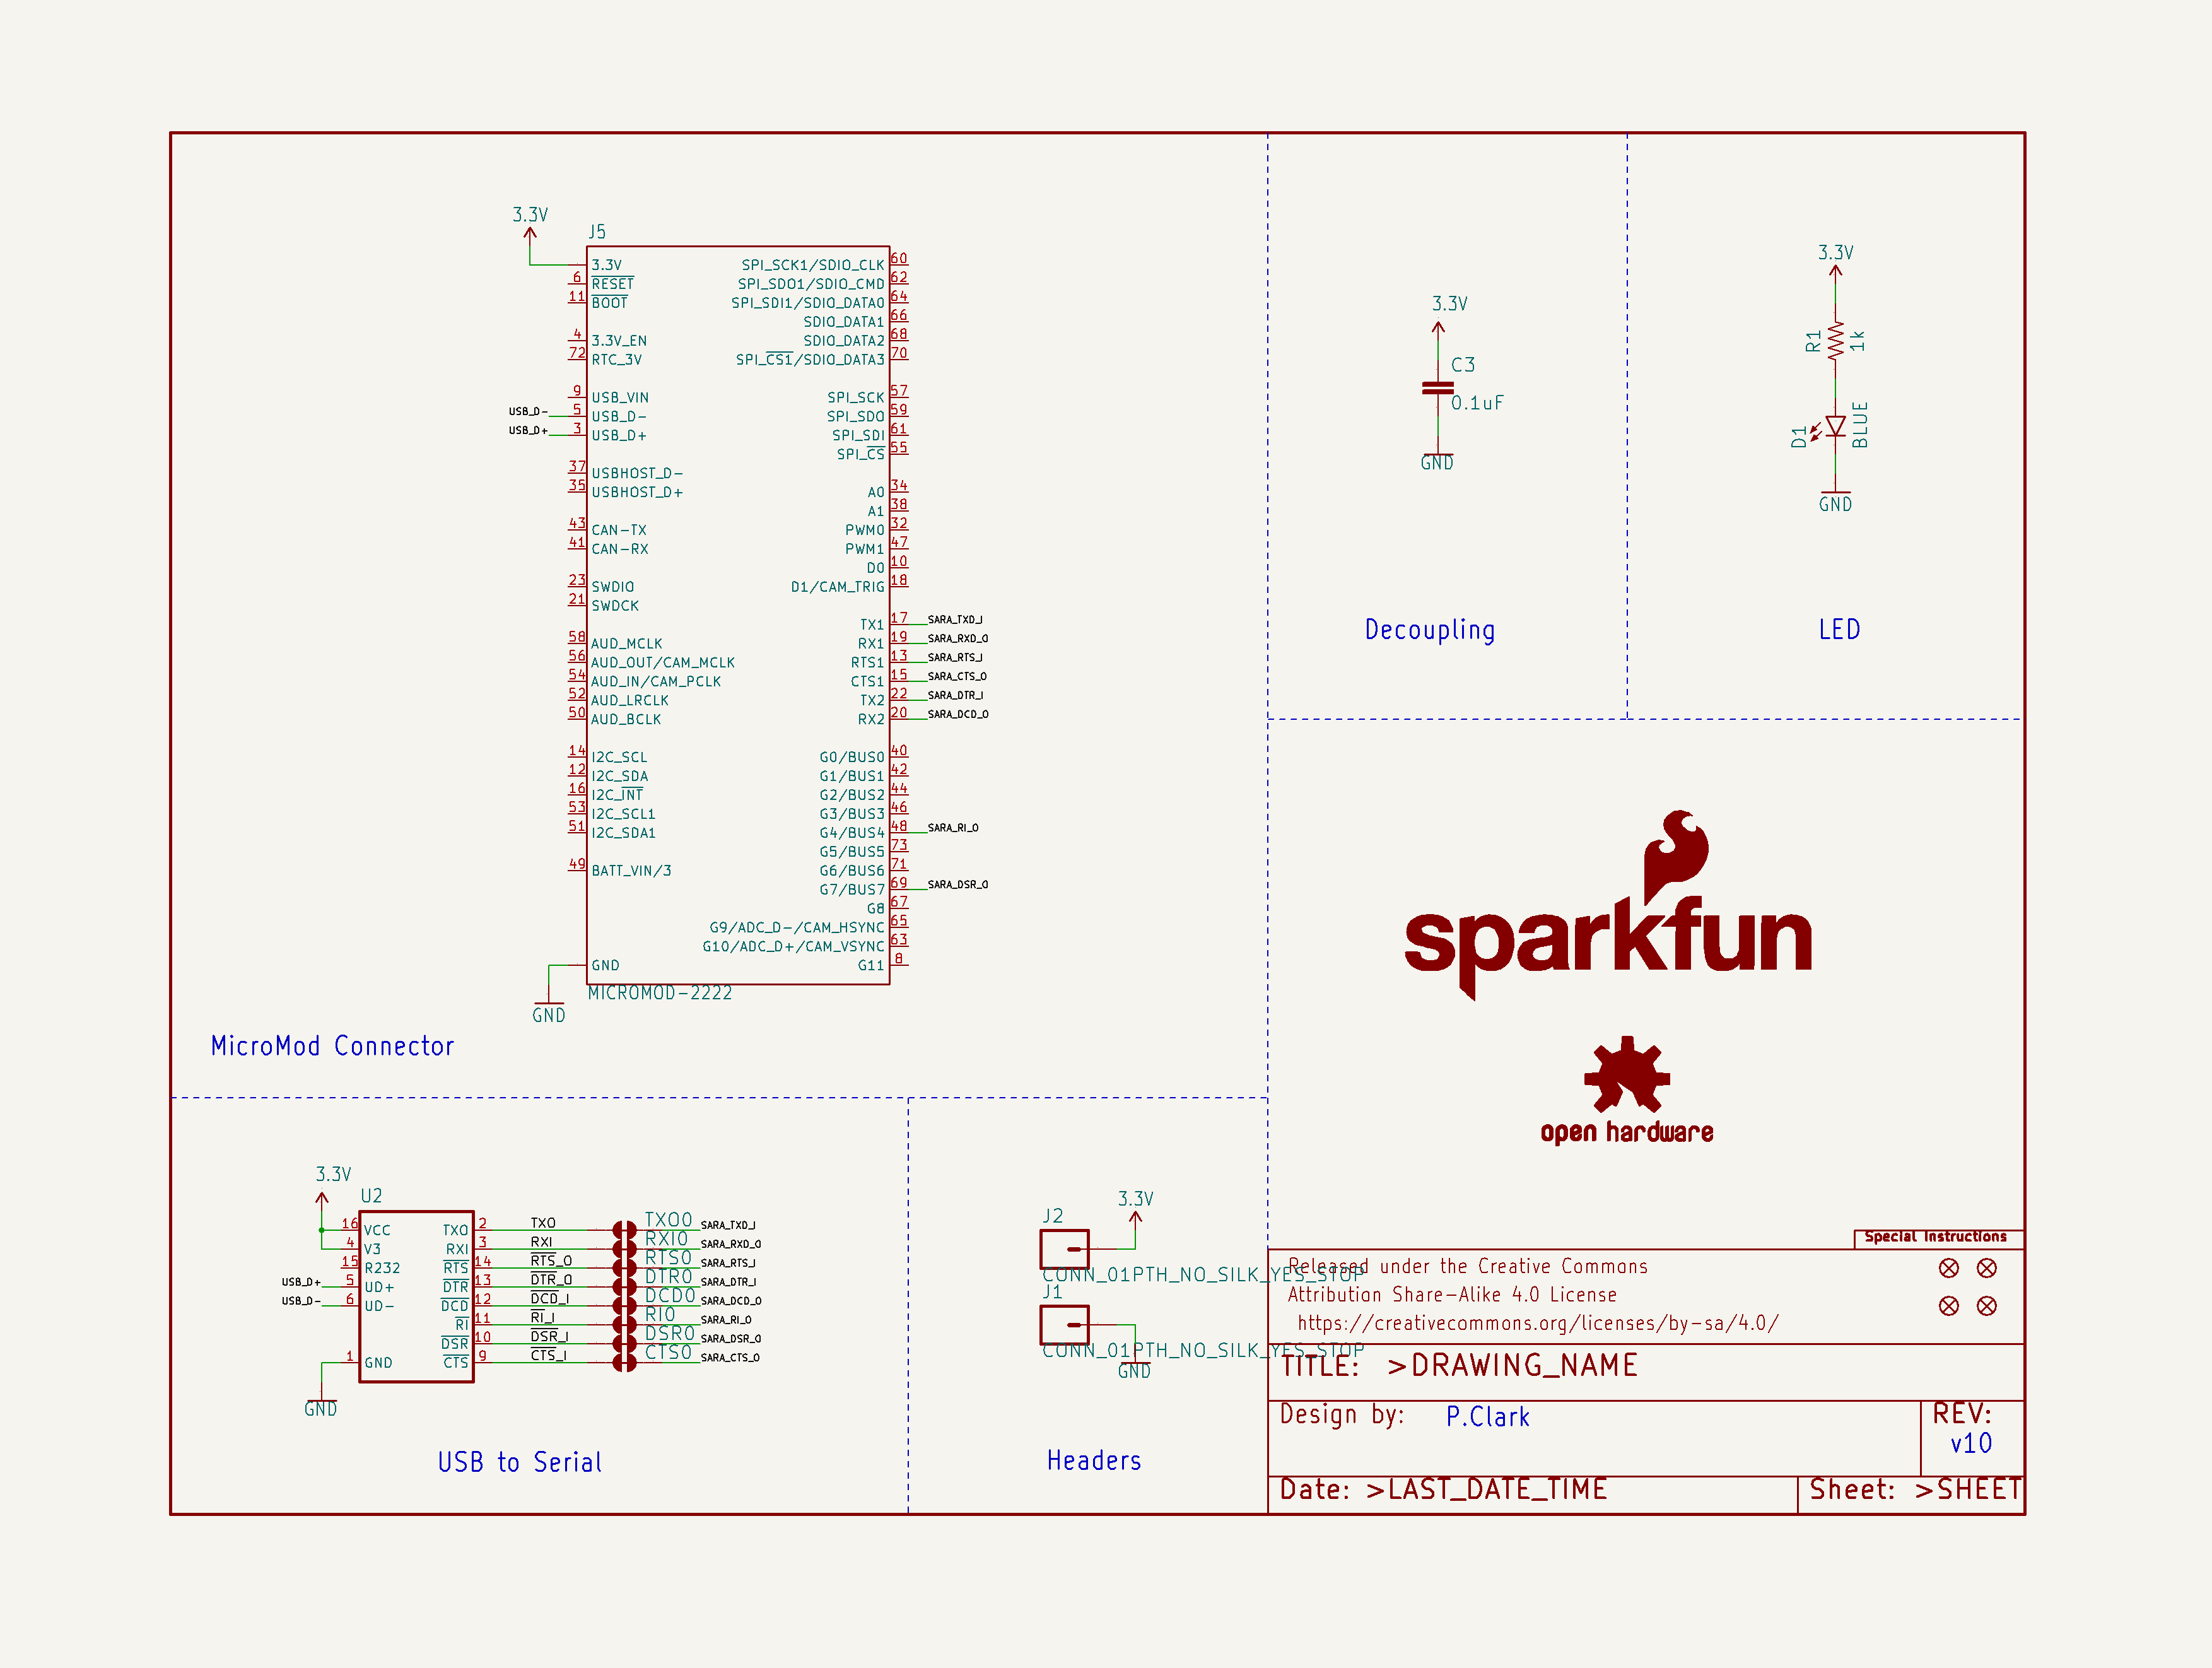 3.3V
J5
3.3V
6 RESET
11 BOOT
4 3.3V_EN
72 RTC_3V
9 USB_VIN
USB_D- 5 USB_D-
USB_D+ 3 USB_D+
37 USBHOST_D-
35 USBHOST_D+
43 CAN-TX
41 CAN-RX
23 SWDIO
21 SWDCK
58 AUD_MCLK
56 AUD_OUT/CAM_MCLK
54 AUD_IN/CAM_PCLK
52 AUD_LRCLK
50 AUD_BCLK
14 I2C_SCL
12 I2C_SDA
16 I2C_INT
53 I2C_SCL1
51 I2C_SDA1
49 BATT_VIN/3
GND
GND
SPI_SCK1/SDIO_CLK 60
SPI_SDO1/SDIO_CMD 62
SPI_SDI1/SDIO_DATA0 64
SDIO_DATA1 66
SDIO_DATA2 68
SPI_CS1/SDIO_DATA3 70
SPI_SCK 57
SPI_SDO 59
SPI_SDI 61
SPI_CS 55
A0 34
A1 38
PWM0 32
PWM1 47
D0 10
D1/CAM_TRIG 18
TX1 17 SARA_TXD_I
RX1 19 SARA_RXD_O
RTS1 13 SARA_RTS_I
CTS1 15 SARA_CTS_O
TX2 22 SARA_DTR_I
RX2 20 SARA_DCD_O
G0/BUS0 40
G1/BUS1 42
G2/BUS2 44
G3/BUS3 46
G4/BUS4 48 SARA_RI_O
G5/BUS5 73
G6/BUS6 71
G7/BUS7 69 SARA_DSR_O
G8 67
G9/ADC_D-/CAM_HSYNC 65
G10/ADC_D+/CAM_VSYNC 63
G11 8
MICROMOD-2222
MicroMod Connector
3.3V
C3
0.1uF
GND
Decoupling
3.3V
R1
1k
D1
BLUE
GND
LED
sparkfun
open hardware
3.3V
U2
16 VCC
4 V3
15 R232
USB_D+ 5 UD+
USB_D- 6 UD-
1 GND
GND
TXO 2 TXO TXO0 SARA_TXD_I
RXI 3 RXI RXI0 SARA_RXD_O
RTS 14 RTS_O RTS0 SARA_RTS_I
DTR 13 DTR_O DTR0 SARA_DTR_I
DCD 12 DCD_I DCD0 SARA_DCD_O
RI 11 RI_I RI0 SARA_RI_O
DSR 10 DSR_I DSR0 SARA_DSR_O
CTS 9 CTS_I CTS0 SARA_CTS_O
USB to Serial
3.3V
J2
CONN_01PTH_NO_SILK_YES_STOP
J1
CONN_01PTH_NO_SILK_YES_STOP
GND
Headers
Special Instructions
Released under the Creative Commons
Attribution Share-Alike 4.0 License
https://creativecommons.org/licenses/by-sa/4.0/
TITLE: >DRAWING_NAME
Design by: P.Clark
REV:
v10
Date: >LAST_DATE_TIME
Sheet: >SHEET